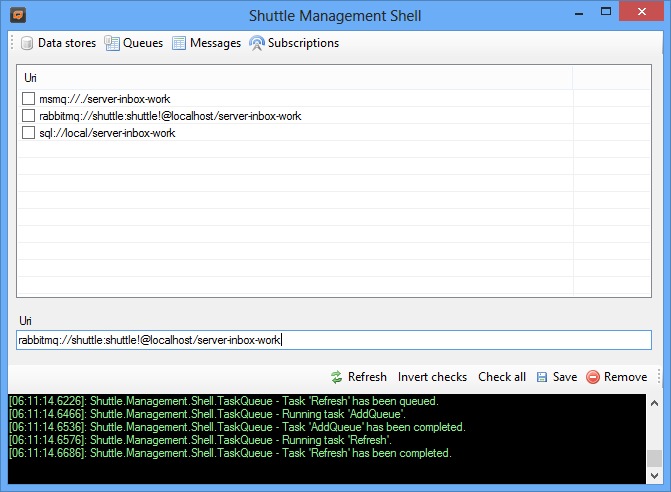 Shuttle Management Shell
Data stores Queues Messages Subscriptions
Uri
msmq://./server-inbox-work
rabbitmq://shuttle:shuttle!@localhost/server-inbox-work
sql://local/server-inbox-work
Uri
rabbitmq://shuttle:shuttle!@localhost/server-inbox-work
Refresh Invert checks Check all Save Remove
[06:11:14.6226]: Shuttle.Management.Shell.TaskQueue - Task 'Refresh' has been queued.
[06:11:14.6466]: Shuttle.Management.Shell.TaskQueue - Running task 'AddQueue'.
[06:11:14.6536]: Shuttle.Management.Shell.TaskQueue - Task 'AddQueue' has been completed.
[06:11:14.6576]: Shuttle.Management.Shell.TaskQueue - Running task 'Refresh'.
[06:11:14.6686]: Shuttle.Management.Shell.TaskQueue - Task 'Refresh' has been completed.